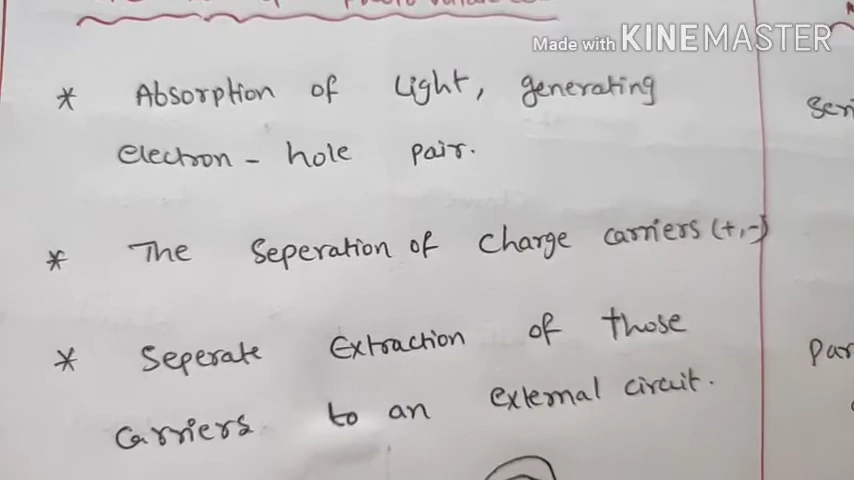 Made with KINEMASTER
* Absorption of Light, generating
electron - hole pair.
* The Seperation of charge carriers (+,-)
* Seperate Extraction of those
carriers to an external circuit.